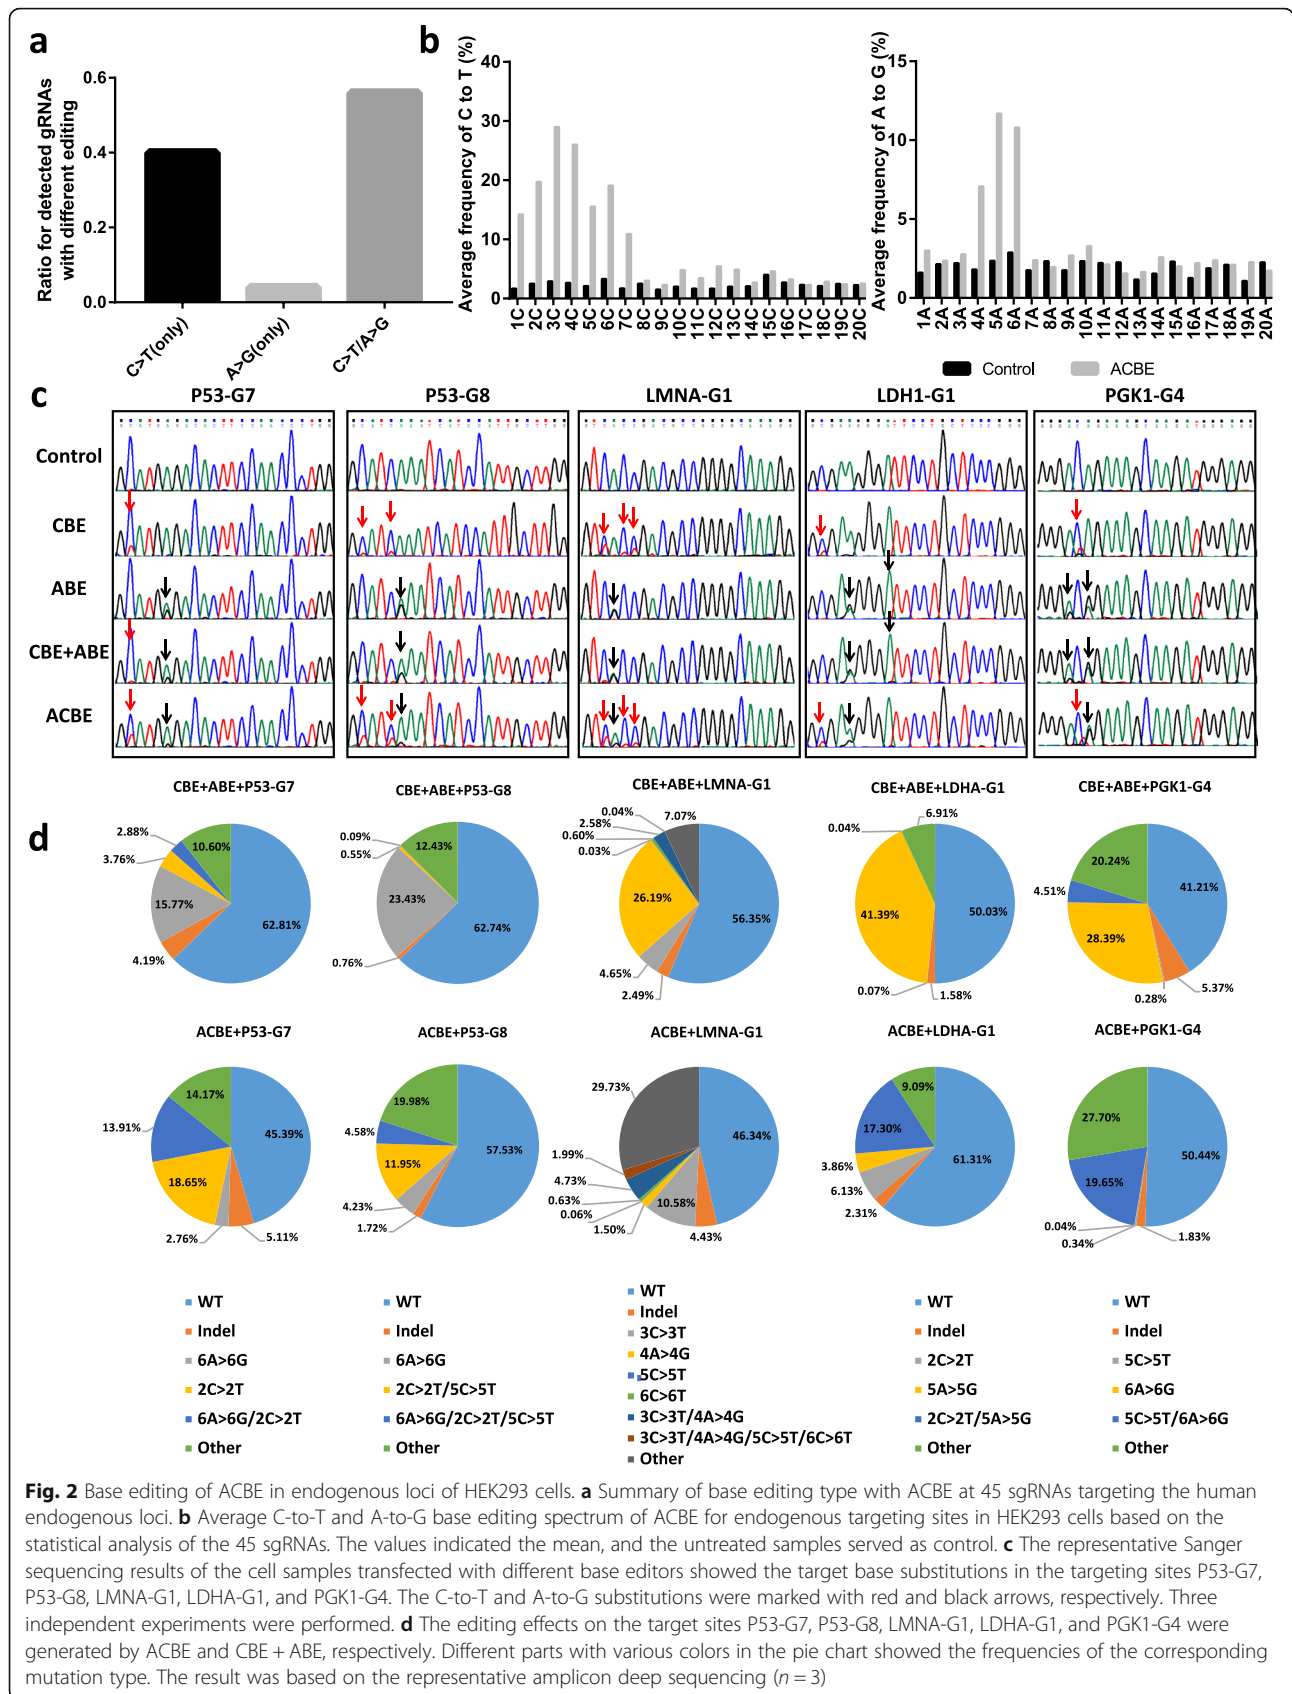 a
Ratio for detected gRNAs
with different editing
0.6
0.4
0.2
0.0
C>T(only)
A>G(only)
C>T/A>G
b
Average frequency of C to T (%)
40
30
20
10
0
1C 2C 3C 4C 5C 6C 7C 8C 9C 10C 11C 12C 13C 14C 15C 16C 17C 18C 19C 20C
Average frequency of A to G (%)
15
10
5
0
1A 2A 3A 4A 5A 6A 7A 8A 9A 10A 11A 12A 13A 14A 15A 16A 17A 18A 19A 20A
Control ACBE
c
P53-G7 P53-G8 LMNA-G1 LDH1-G1 PGK1-G4
Control
CBE
ABE
CBE+ABE
ACBE
d
CBE+ABE+P53-G7
2.88%
10.60%
3.76%
15.77%
62.81%
4.19%
CBE+ABE+P53-G8
0.09%
12.43%
0.55%
23.43%
62.74%
0.76%
CBE+ABE+LMNA-G1
0.04%
7.07%
2.58%
0.60%
0.03%
26.19%
56.35%
4.65%
2.49%
CBE+ABE+LDHA-G1
6.91%
0.04%
41.39%
50.03%
0.07%
1.58%
CBE+ABE+PGK1-G4
20.24%
41.21%
4.51%
28.39%
5.37%
0.28%
ACBE+P53-G7
14.17%
13.91%
45.39%
18.65%
2.76%
5.11%
ACBE+P53-G8
19.98%
4.58%
57.53%
11.95%
4.23%
1.72%
ACBE+LMNA-G1
29.73%
46.34%
1.99%
4.73%
0.63%
0.06%
10.58%
1.50%
4.43%
ACBE+LDHA-G1
9.09%
17.30%
61.31%
3.86%
6.13%
2.31%
ACBE+PGK1-G4
27.70%
50.44%
19.65%
0.04%
0.34%
1.83%
WT
Indel
6A>6G
2C>2T
6A>6G/2C>2T
Other
WT
Indel
6A>6G
2C>2T/5C>5T
6A>6G/2C>2T/5C>5T
Other
WT
Indel
3C>3T
4A>4G
5C>5T
6C>6T
3C>3T/4A>4G
3C>3T/4A>4G/5C>5T/6C>6T
Other
WT
Indel
2C>2T
5A>5G
2C>2T/5A>5G
Other
WT
Indel
5C>5T
6A>6G
5C>5T/6A>6G
Other
Fig. 2 Base editing of ACBE in endogenous loci of HEK293 cells. a Summary of base editing type with ACBE at 45 sgRNAs targeting the human
endogenous loci. b Average C-to-T and A-to-G base editing spectrum of ACBE for endogenous targeting sites in HEK293 cells based on the
statistical analysis of the 45 sgRNAs. The values indicated the mean, and the untreated samples served as control. c The representative Sanger
sequencing results of the cell samples transfected with different base editors showed the target base substitutions in the targeting sites P53-G7,
P53-G8, LMNA-G1, LDHA-G1, and PGK1-G4. The C-to-T and A-to-G substitutions were marked with red and black arrows, respectively. Three
independent experiments were performed. d The editing effects on the target sites P53-G7, P53-G8, LMNA-G1, LDHA-G1, and PGK1-G4 were
generated by ACBE and CBE + ABE, respectively. Different parts with various colors in the pie chart showed the frequencies of the corresponding
mutation type. The result was based on the representative amplicon deep sequencing (n = 3)